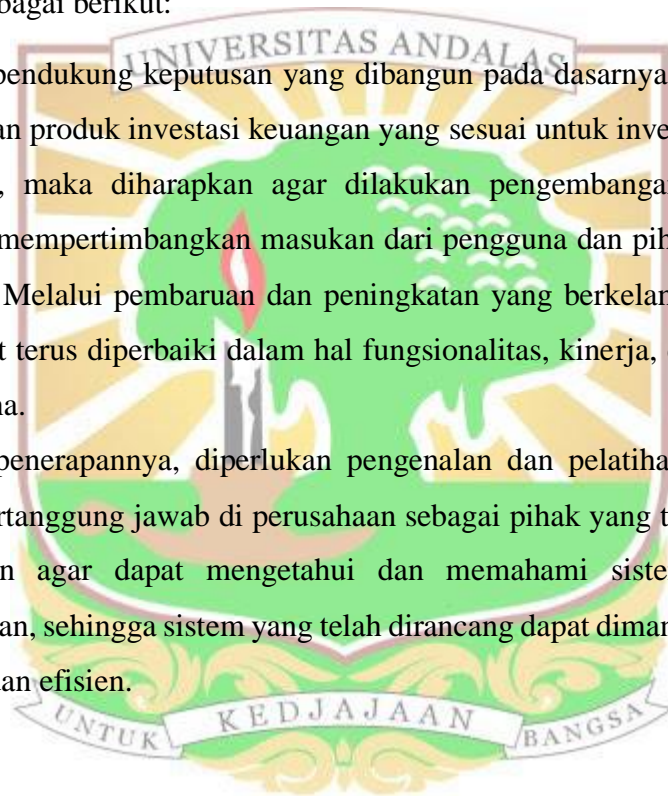 bagai berikut:
UNIVERSITAS ANDALAS
pendukung keputusan yang dibangun pada dasarnya
an produk investasi keuangan yang sesuai untuk inve
, maka diharapkan agar dilakukan pengembangan
mempertimbangkan masukan dari pengguna dan pih
Melalui pembaruan dan peningkatan yang berkelan
t terus diperbaiki dalam hal fungsionalitas, kinerja,
na.
penerapannya, diperlukan pengenalan dan pelatiha
rtanggung jawab di perusahaan sebagai pihak yang t
n agar dapat mengetahui dan memahami siste
an, sehingga sistem yang telah dirancang dapat diman
dan efisien.
UNTUK KEDJAJAAN BANGSA